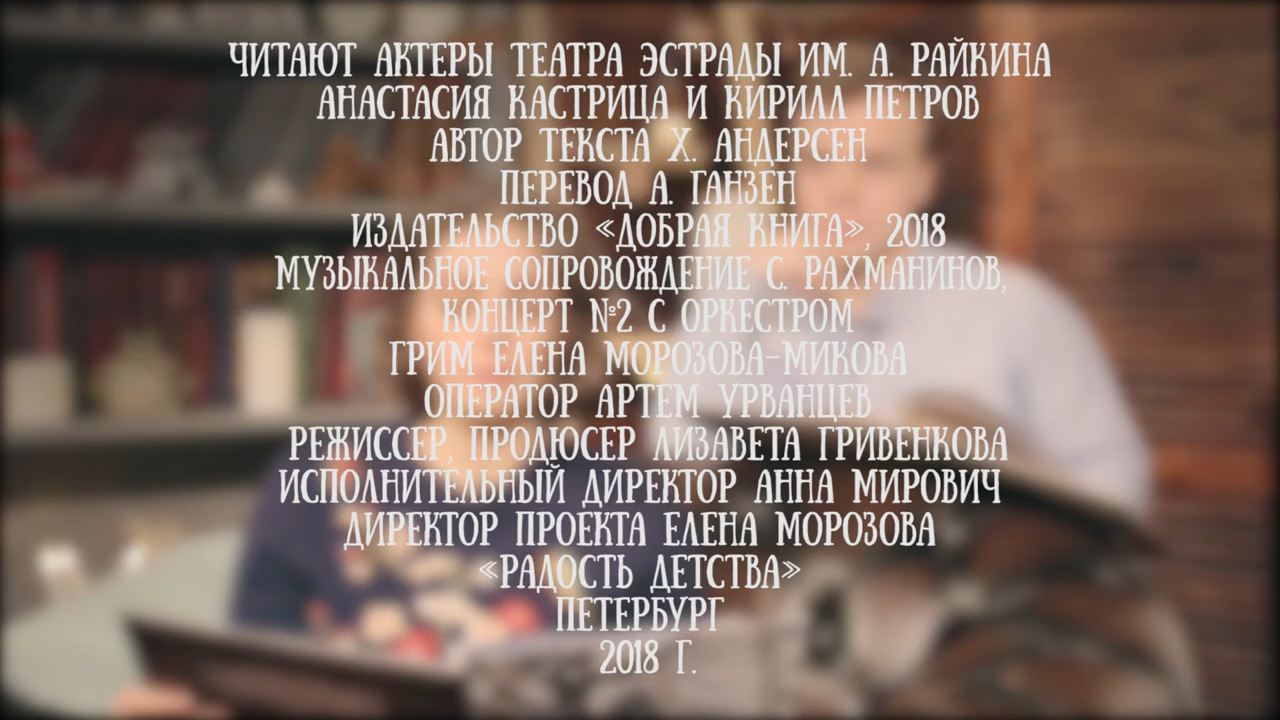 ЧИТАЮТ АКТЕРЫ ТЕАТРА ЭСТРАДЫ ИМ. А. РАЙКИНА
АНАСТАСИЯ КАСТРИЦА И КИРИЛЛ ПЕТРОВ
АВТОР ТЕКСТА Х. АНДЕРСЕН
ПЕРЕВОД А. ГАНЗЕН
ИЗДАТЕЛЬСТВО «ДОБРАЯ КНИГА», 2018
МУЗЫКАЛЬНОЕ СОПРОВОЖДЕНИЕ С. РАХМАНИНОВ,
КОНЦЕРТ №2 С ОРКЕСТРОМ
ГРИМ ЕЛЕНА МОРОЗОВА-МИКОВА
ОПЕРАТОР АРТЕМ УРВАНЦЕВ
РЕЖИССЕР, ПРОДЮСЕР ЛИЗАВЕТА ГРИВЕНКОВА
ИСПОЛНИТЕЛЬНЫЙ ДИРЕКТОР АННА МИРОВИЧ
ДИРЕКТОР ПРОЕКТА ЕЛЕНА МОРОЗОВА
«РАДОСТЬ ДЕТСТВА»
ПЕТЕРБУРГ
2018 Г.